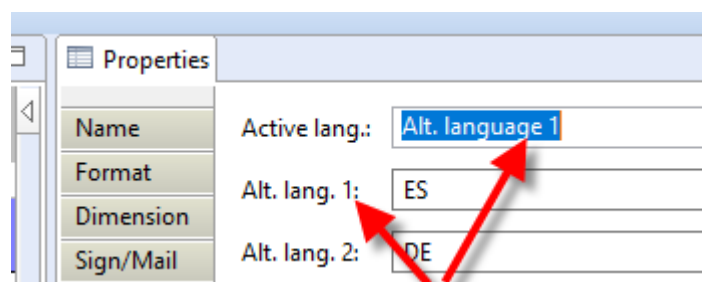 Properties
Name
Active lang.: Alt. language 1
Format
Alt. lang. 1: ES
Dimension
Sign/Mail
Alt. lang. 2: DE